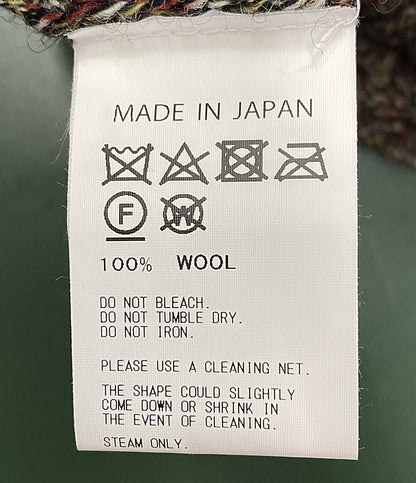 MADE IN JAPAN
F W
100% WOOL
DO NOT BLEACH.
DO NOT TUMBLE DRY.
DO NOT IRON.
PLEASE USE A CLEANING NET.
THE SHAPE COULD SLIGHTLY
COME DOWN OR SHRINK IN
THE EVENT OF CLEANING.
STEAM ONLY.